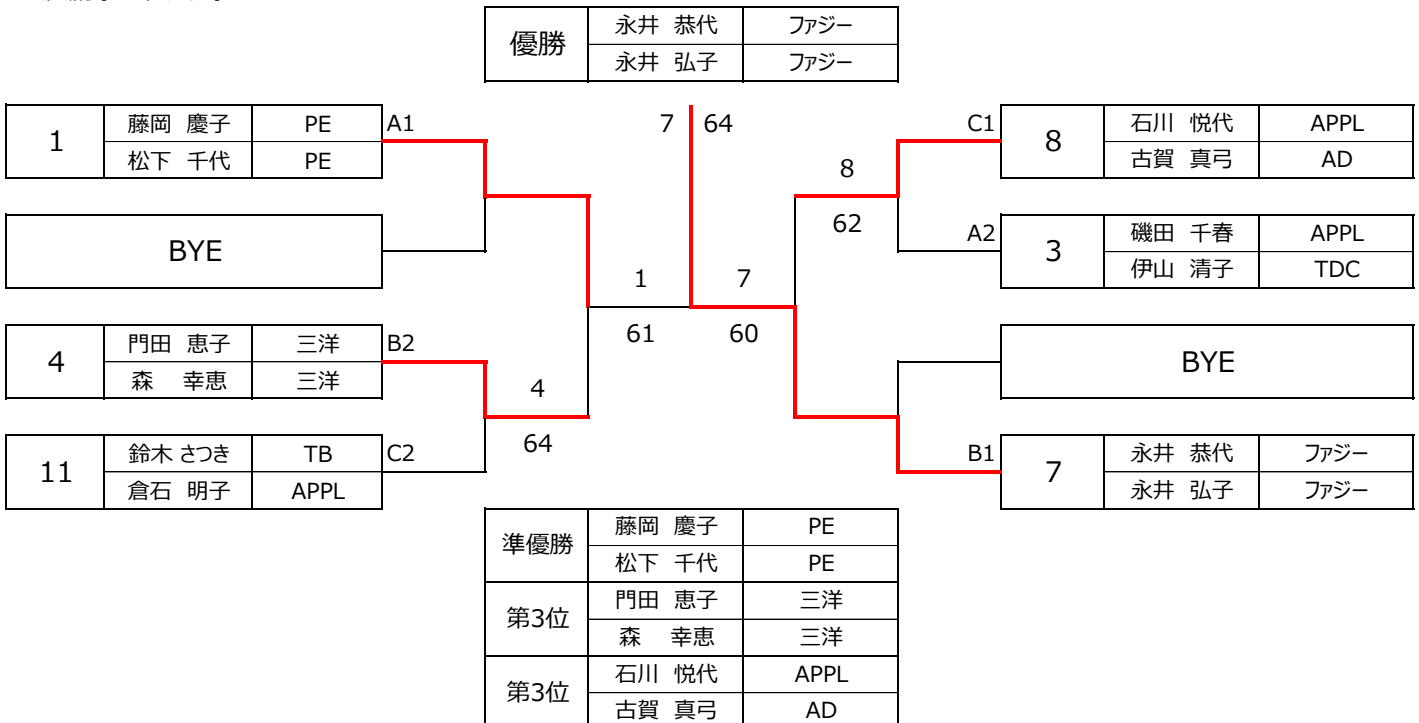 優勝 永井 恭代 ファジー
永井 弘子 ファジー
7 64
1 藤岡 慶子 PE A1
松下 千代 PE
C1 8 石川 悦代 APPL
古賀 真弓 AD
8
62
BYE
A2 3 磯田 千春 APPL
伊山 清子 TDC
1 7
61 60
4 門田 恵子 三洋 B2
森 幸恵 三洋
BYE
4
64
11 鈴木 さつき TB C2
倉石 明子 APPL
B1 7 永井 恭代 ファジー
永井 弘子 ファジー
準優勝 藤岡 慶子 PE
松下 千代 PE
第3位 門田 恵子 三洋
森 幸恵 三洋
第3位 石川 悦代 APPL
古賀 真弓 AD